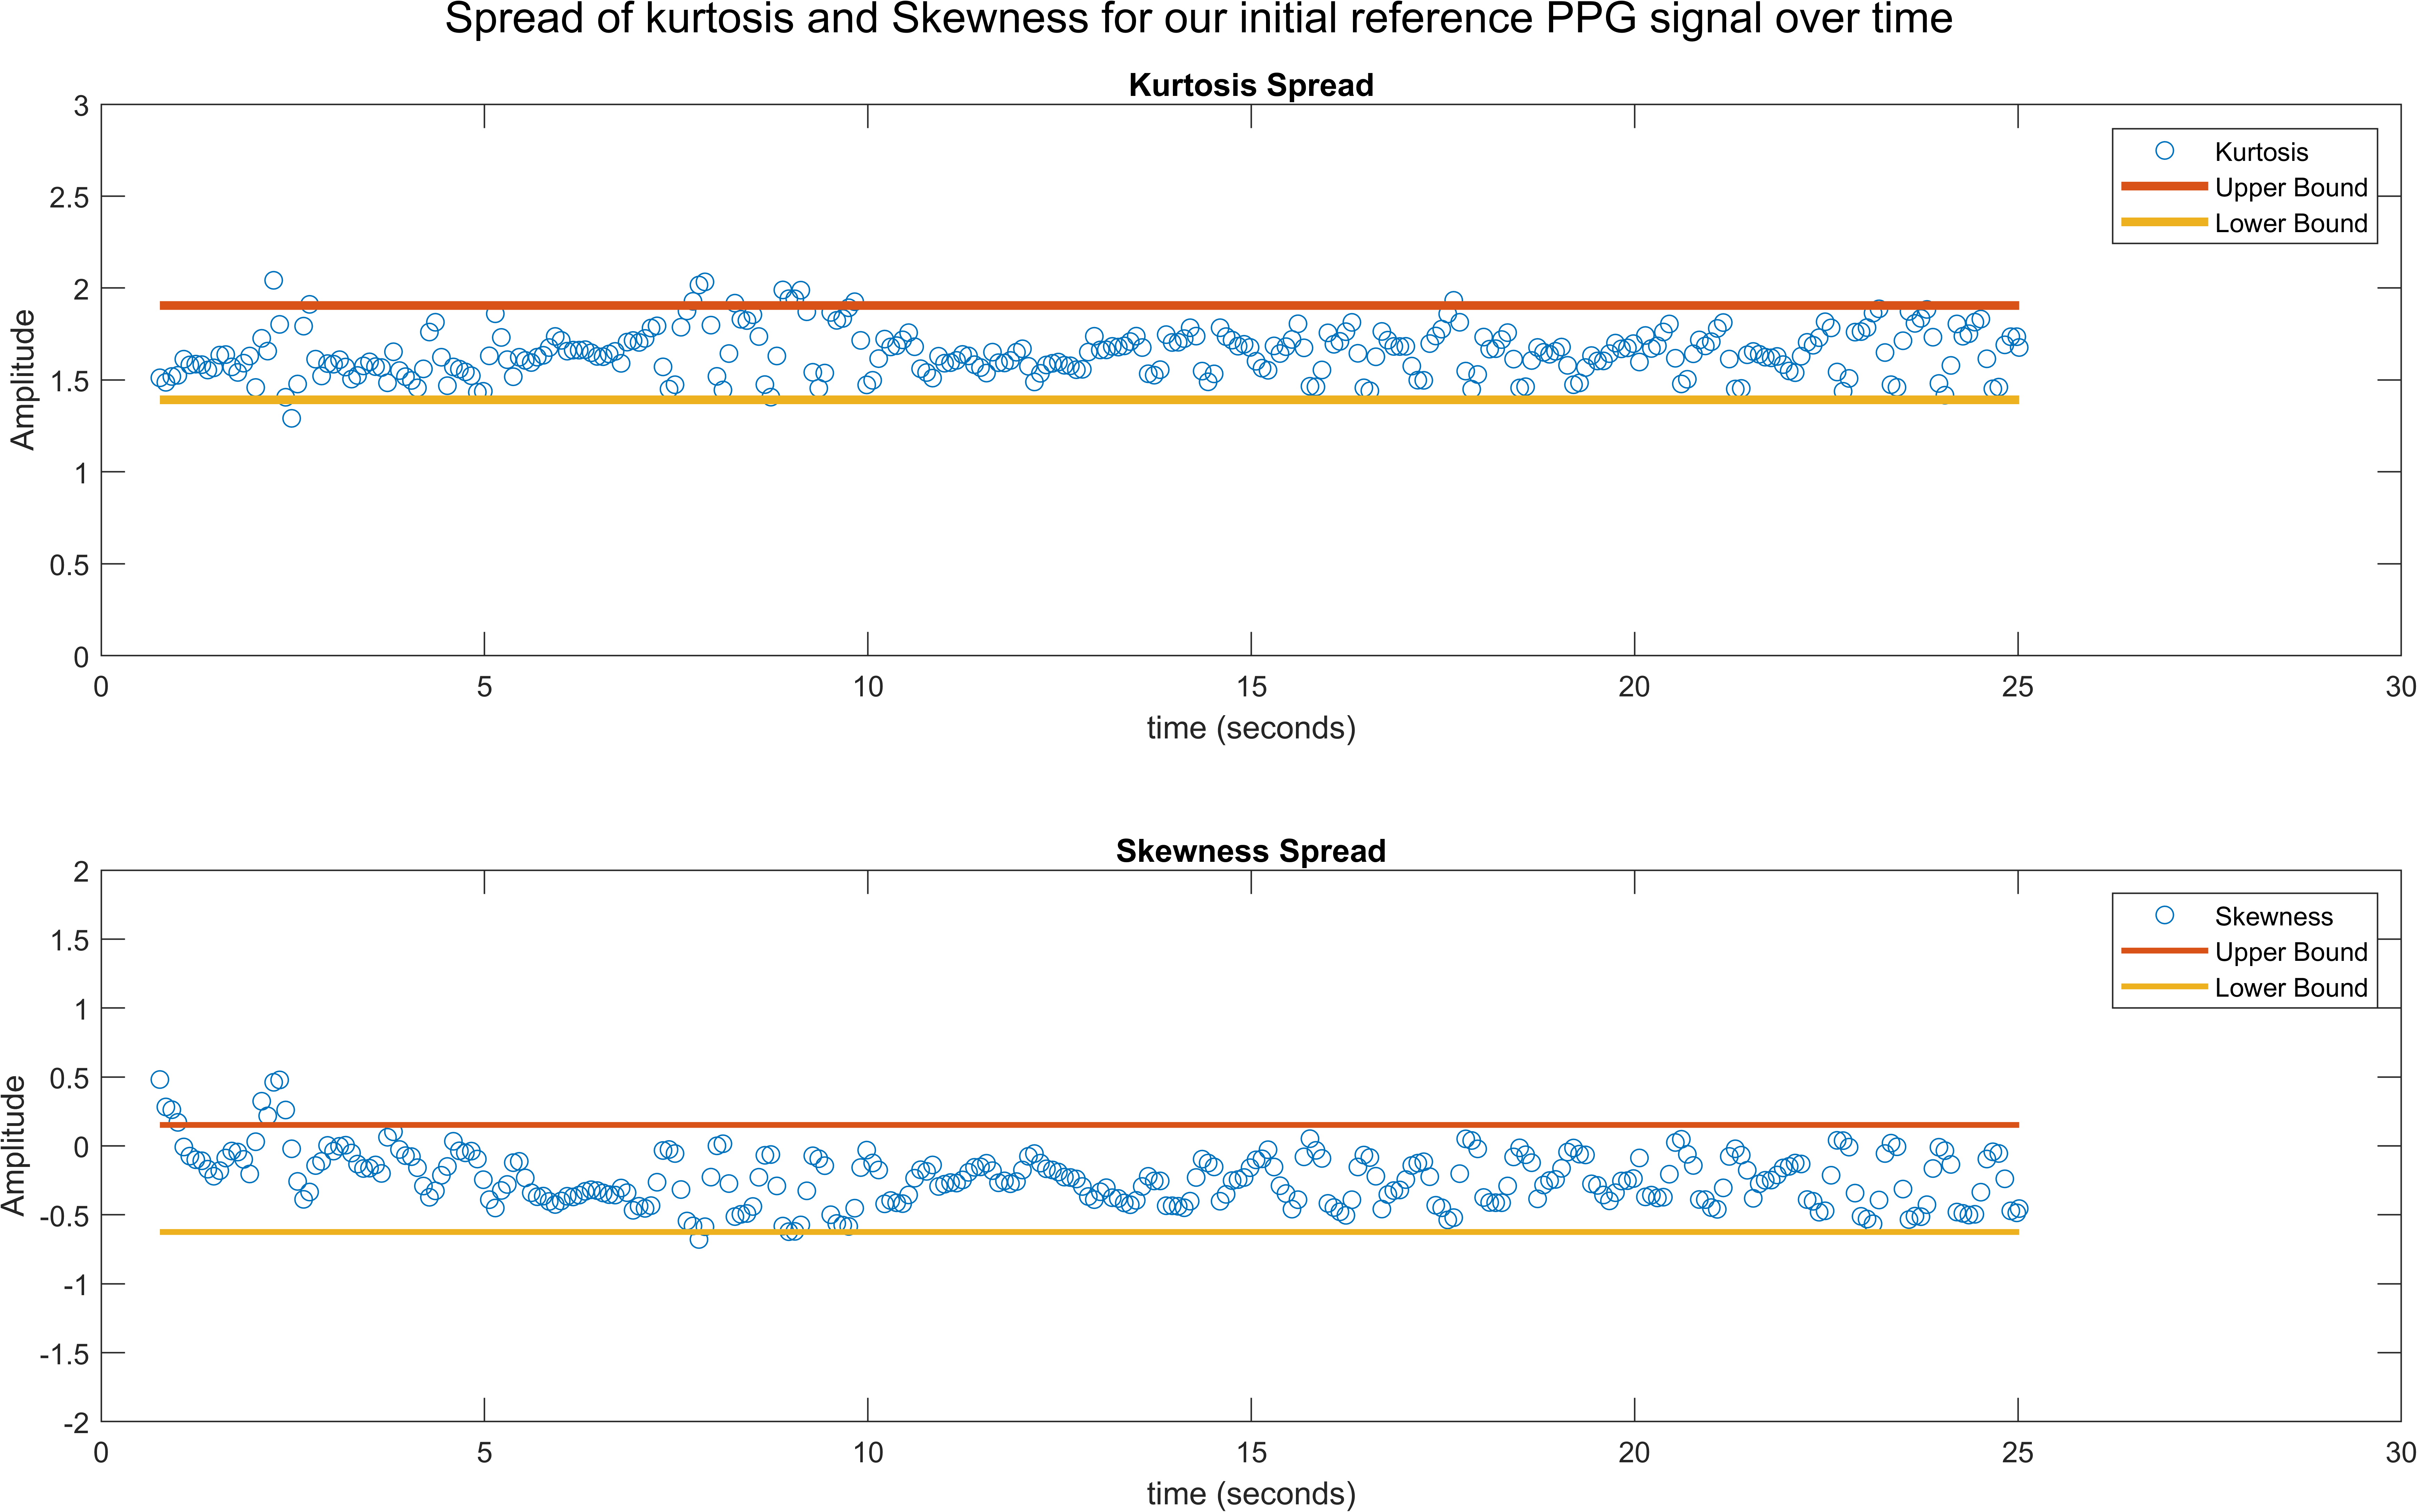 Spread of kurtosis and Skewness for our initial reference PPG signal over time
Kurtosis Spread
3
2.5
2
1.5
1
0.5
0
Amplitude
Kurtosis
Upper Bound
Lower Bound
0 5 10 15 20 25 30
time (seconds)
Skewness Spread
2
1.5
1
0.5
0
-0.5
-1
-1.5
-2
Amplitude
Skewness
Upper Bound
Lower Bound
0 5 10 15 20 25 30
time (seconds)